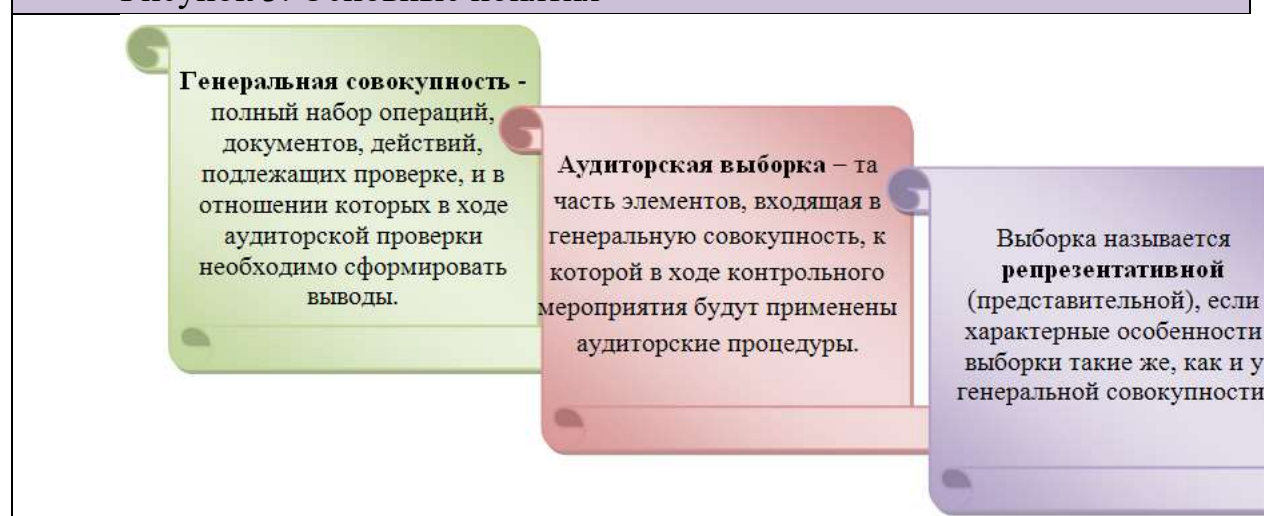 Генеральная совокупность -
полный набор операций,
документов, действий,
подлежащих проверке, и в
отношении которых в ходе
аудиторской проверки
необходимо сформировать
выводы.
Аудиторская выборка – та
часть элементов, входящая в
генеральную совокупность, к
которой в ходе контрольного
мероприятия будут применены
аудиторские процедуры.
Выборка называется
репрезентативной
(представительной), если
характерные особенности
выборки такие же, как и у
генеральной совокупности